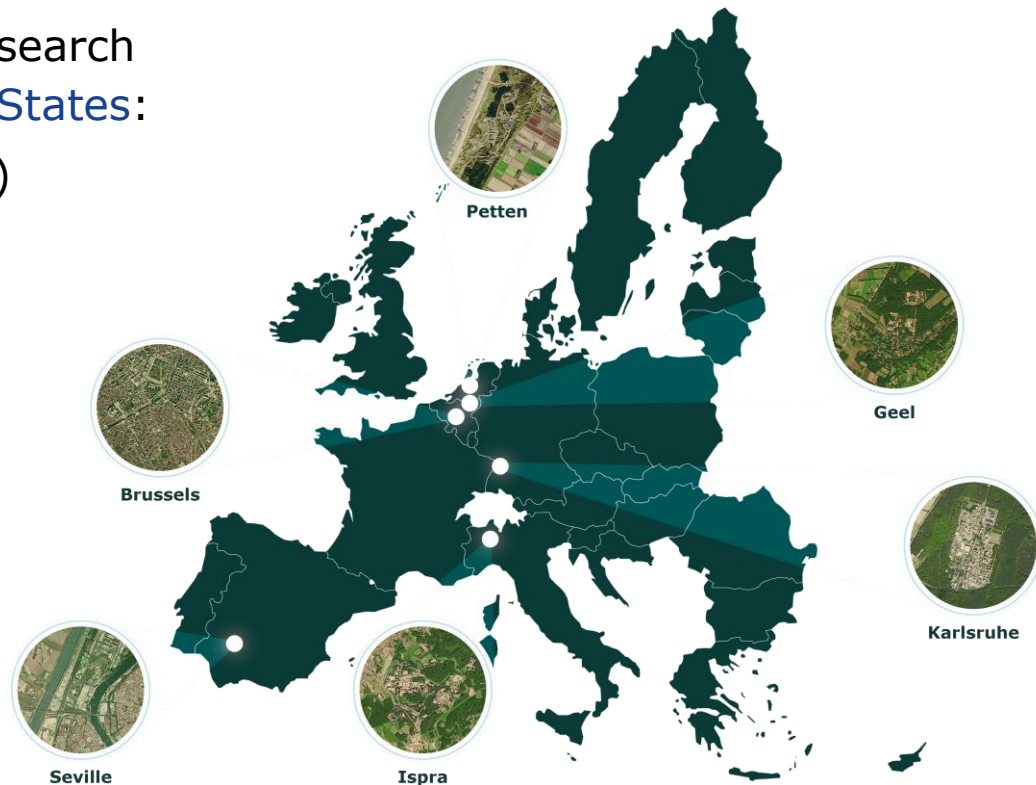 search
States:
)
Petten
Geel
Brussels
Karlsruhe
Seville
Ispra